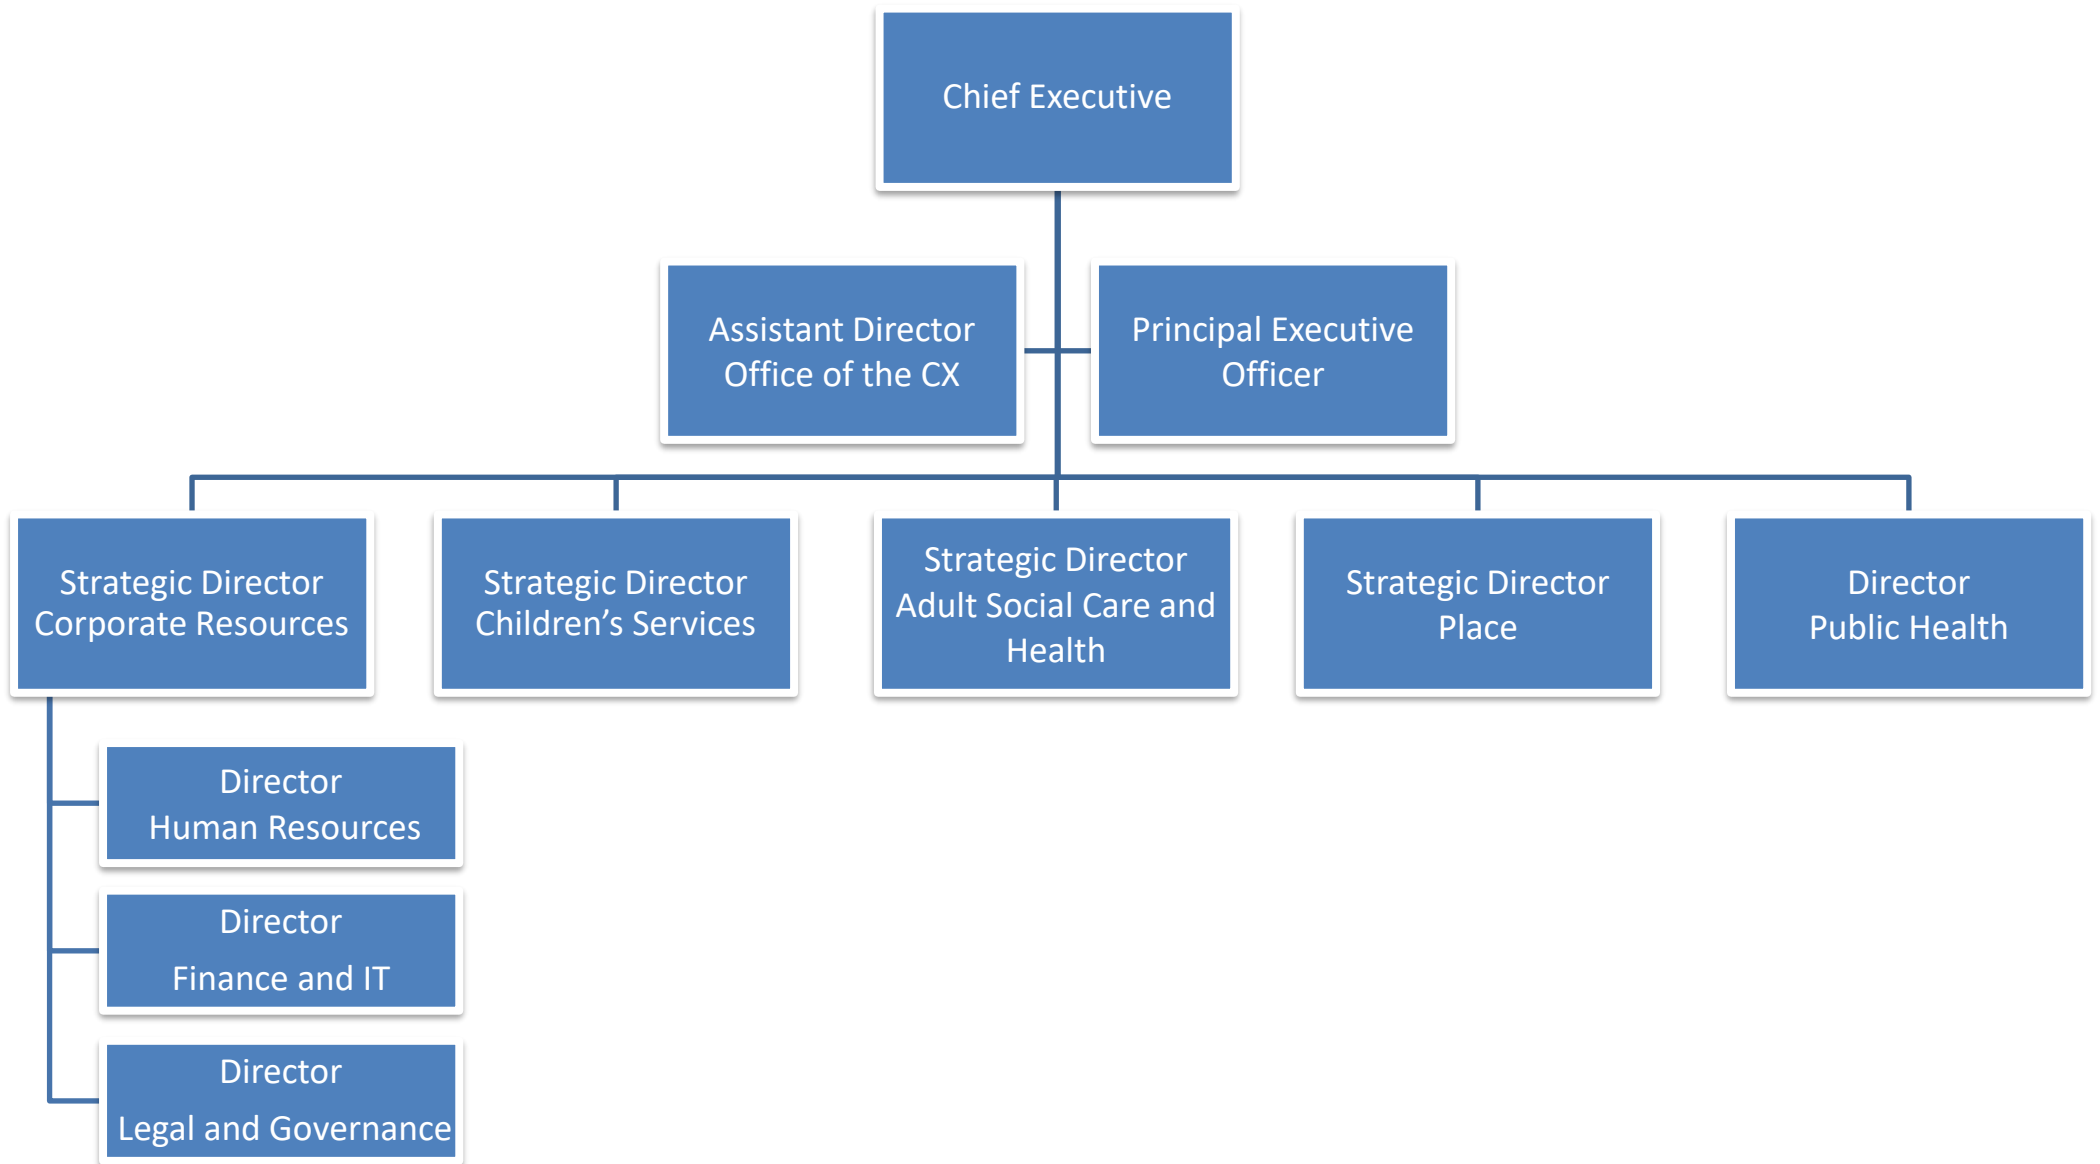 Chief Executive
Assistant Director
Office of the CX
Principal Executive
Officer
Strategic Director
Corporate Resources
Strategic Director
Children’s Services
Strategic Director
Adult Social Care and
Health
Strategic Director
Place
Director
Public Health
Director
Human Resources
Director
Finance and IT
Director
Legal and Governance